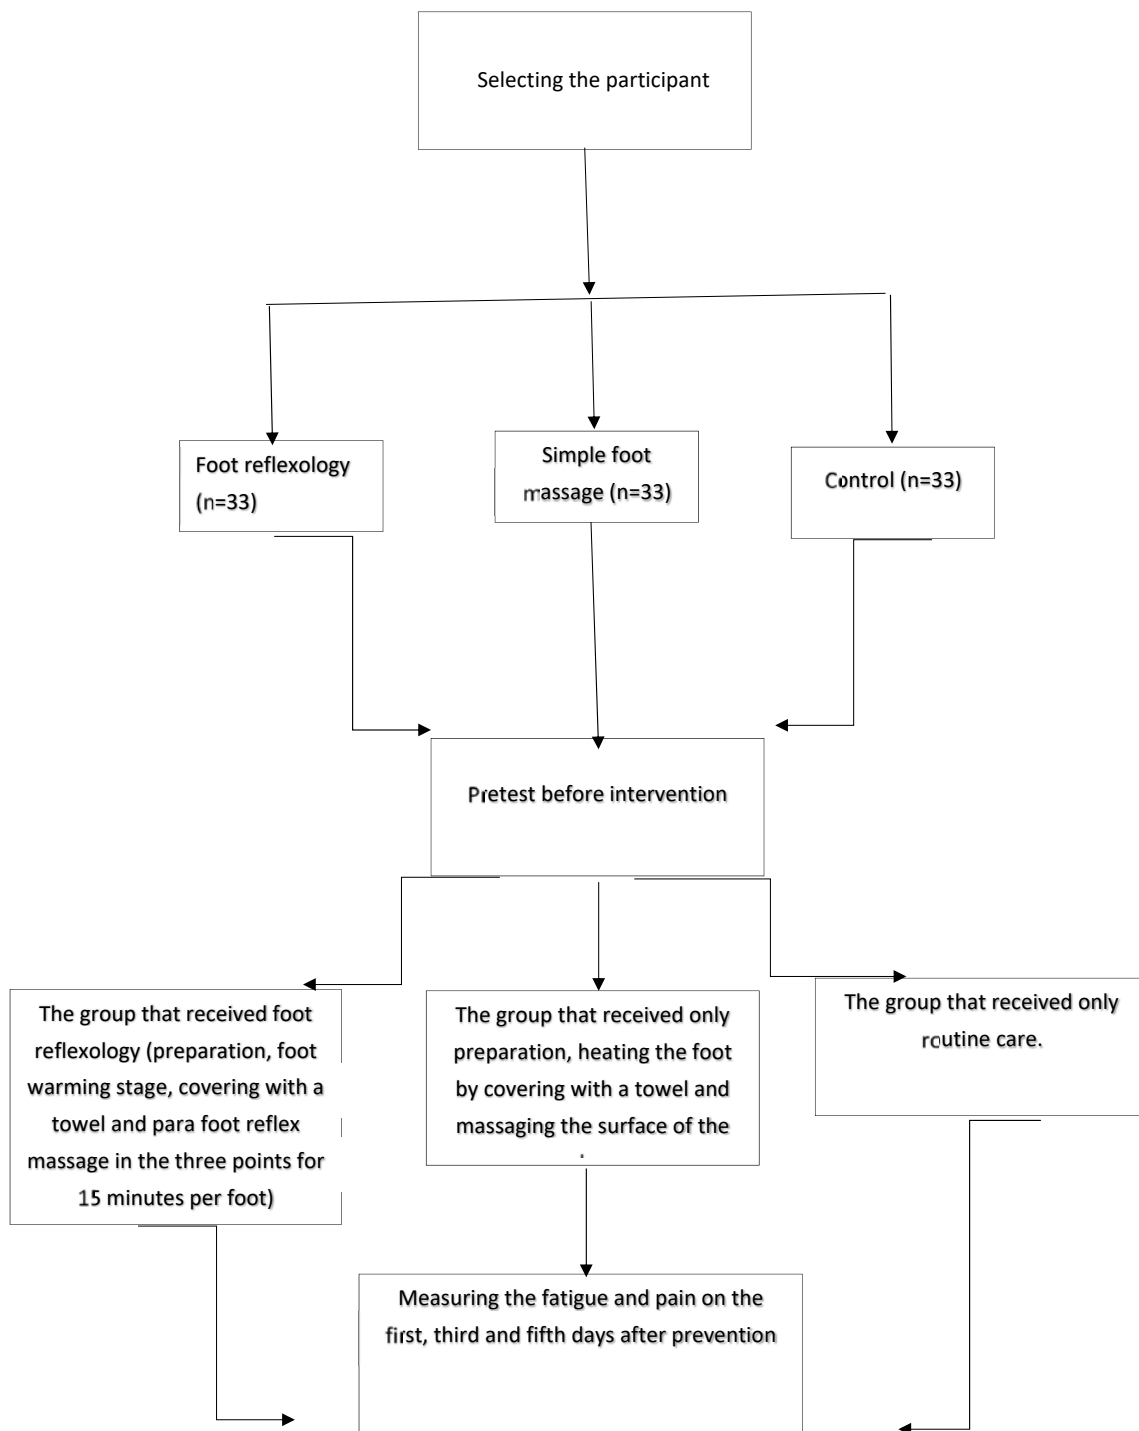 Selecting the participant
Foot reflexology
(n=33)
Simple foot
massage (n=33)
Control (n=33)
Pretest before intervention
The group that received foot
reflexology (preparation, foot
warming stage, covering with a
towel and para foot reflex
massage in the three points for
15 minutes per foot)
The group that received only
preparation, heating the foot
by covering with a towel and
massaging the surface of the
The group that received only
routine care.
Measuring the fatigue and pain on the
first, third and fifth days after prevention